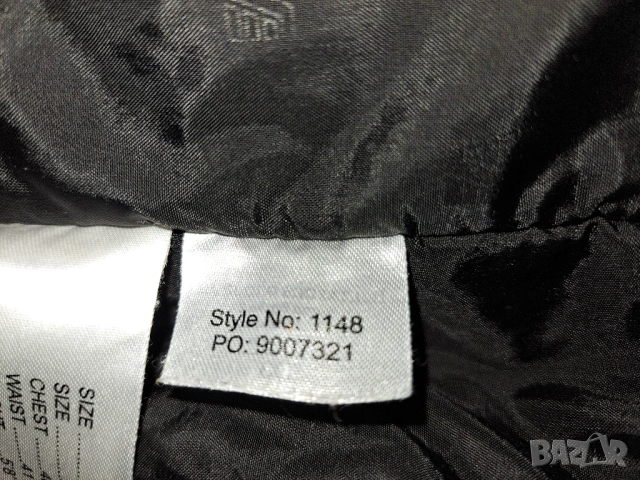 Style No: 1148
PO: 9007321
SIZE
SIZE
CHEST
WAIST
BAZAR